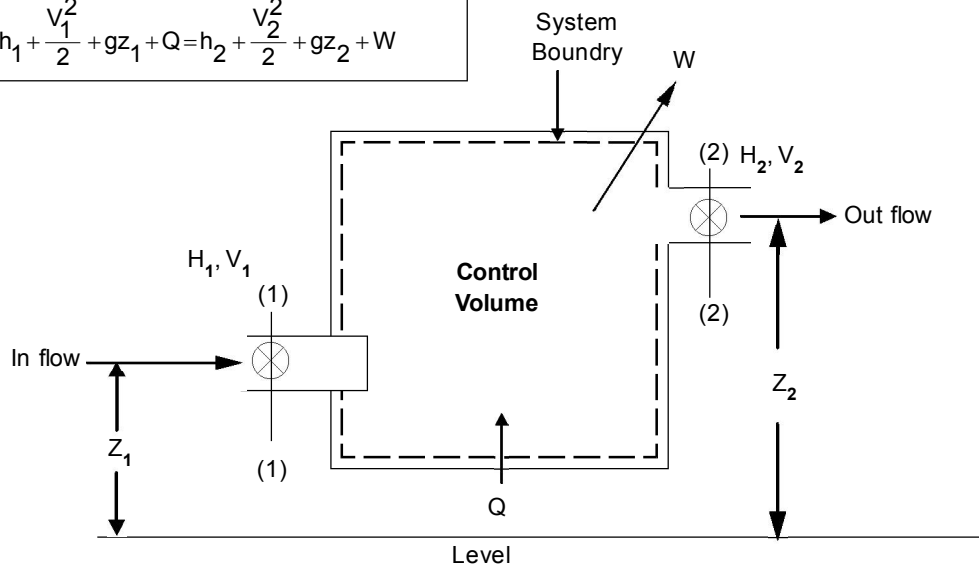 h₁ + V₁²/2 + gz₁ + Q = h₂ + V₂²/2 + gz₂ + W
System
Boundry
W
(2) H₂, V₂
Out flow
Control
Volume
H₁, V₁
(1)
(2)
In flow
Z₂
Z₁
(1)
Q
Level